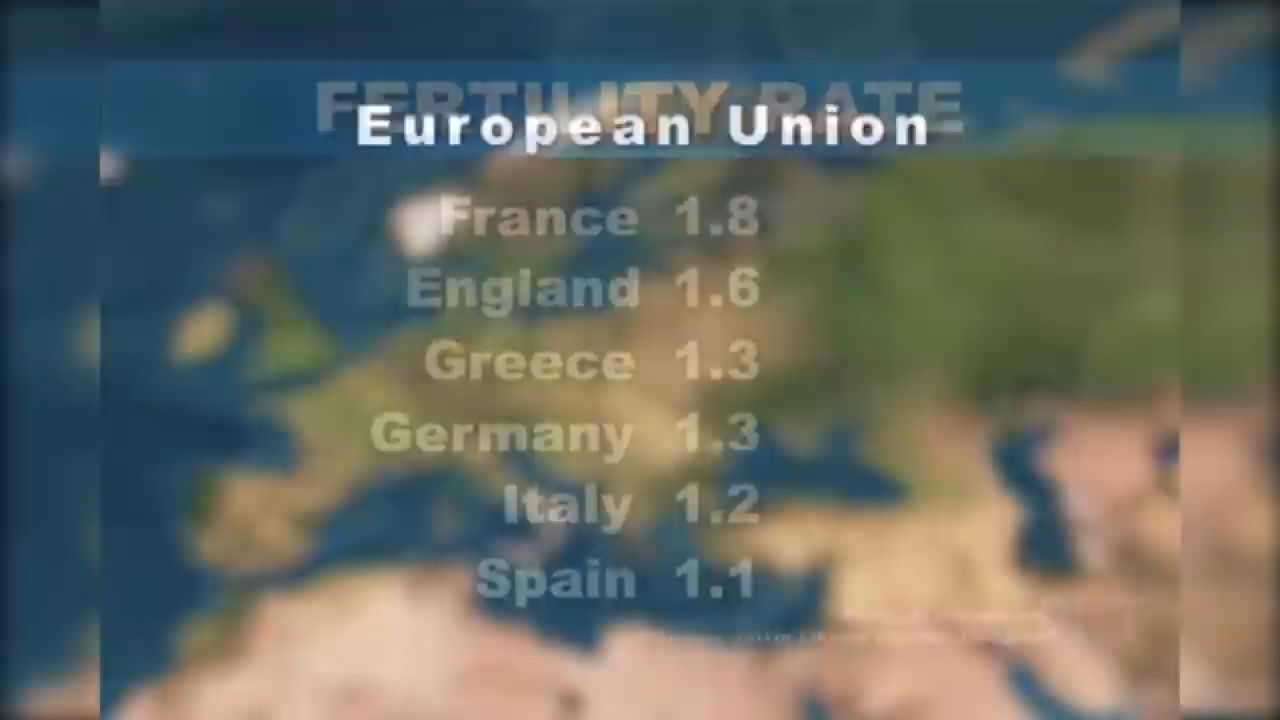 FERTILITY RATE
European Union
France 1.8
England 1.6
Greece 1.3
Germany 1.3
Italy 1.2
Spain 1.1